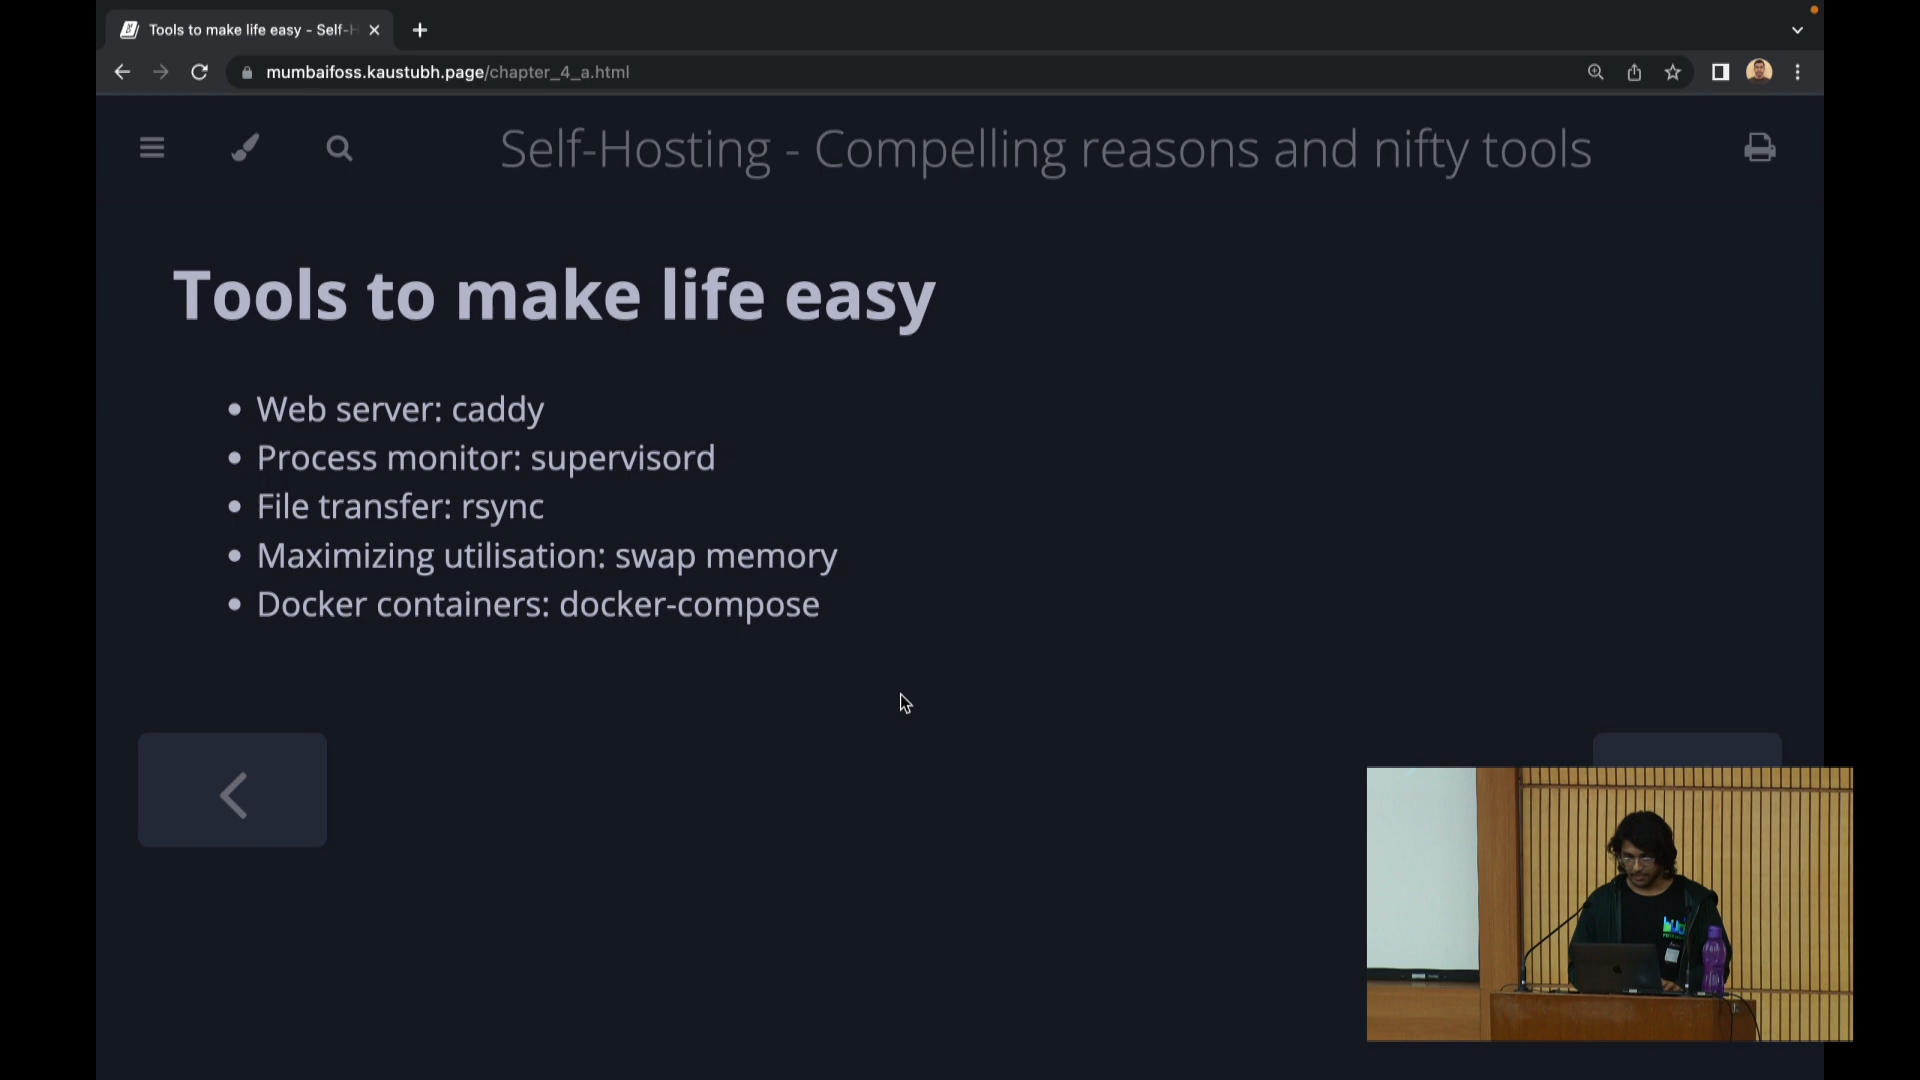 Tools to make life easy - Self-H
mumbaifoss.kaustubh.page/chapter_4_a.html
Self-Hosting - Compelling reasons and nifty tools
Tools to make life easy
• Web server: caddy
• Process monitor: supervisord
• File transfer: rsync
• Maximizing utilisation: swap memory
• Docker containers: docker-compose